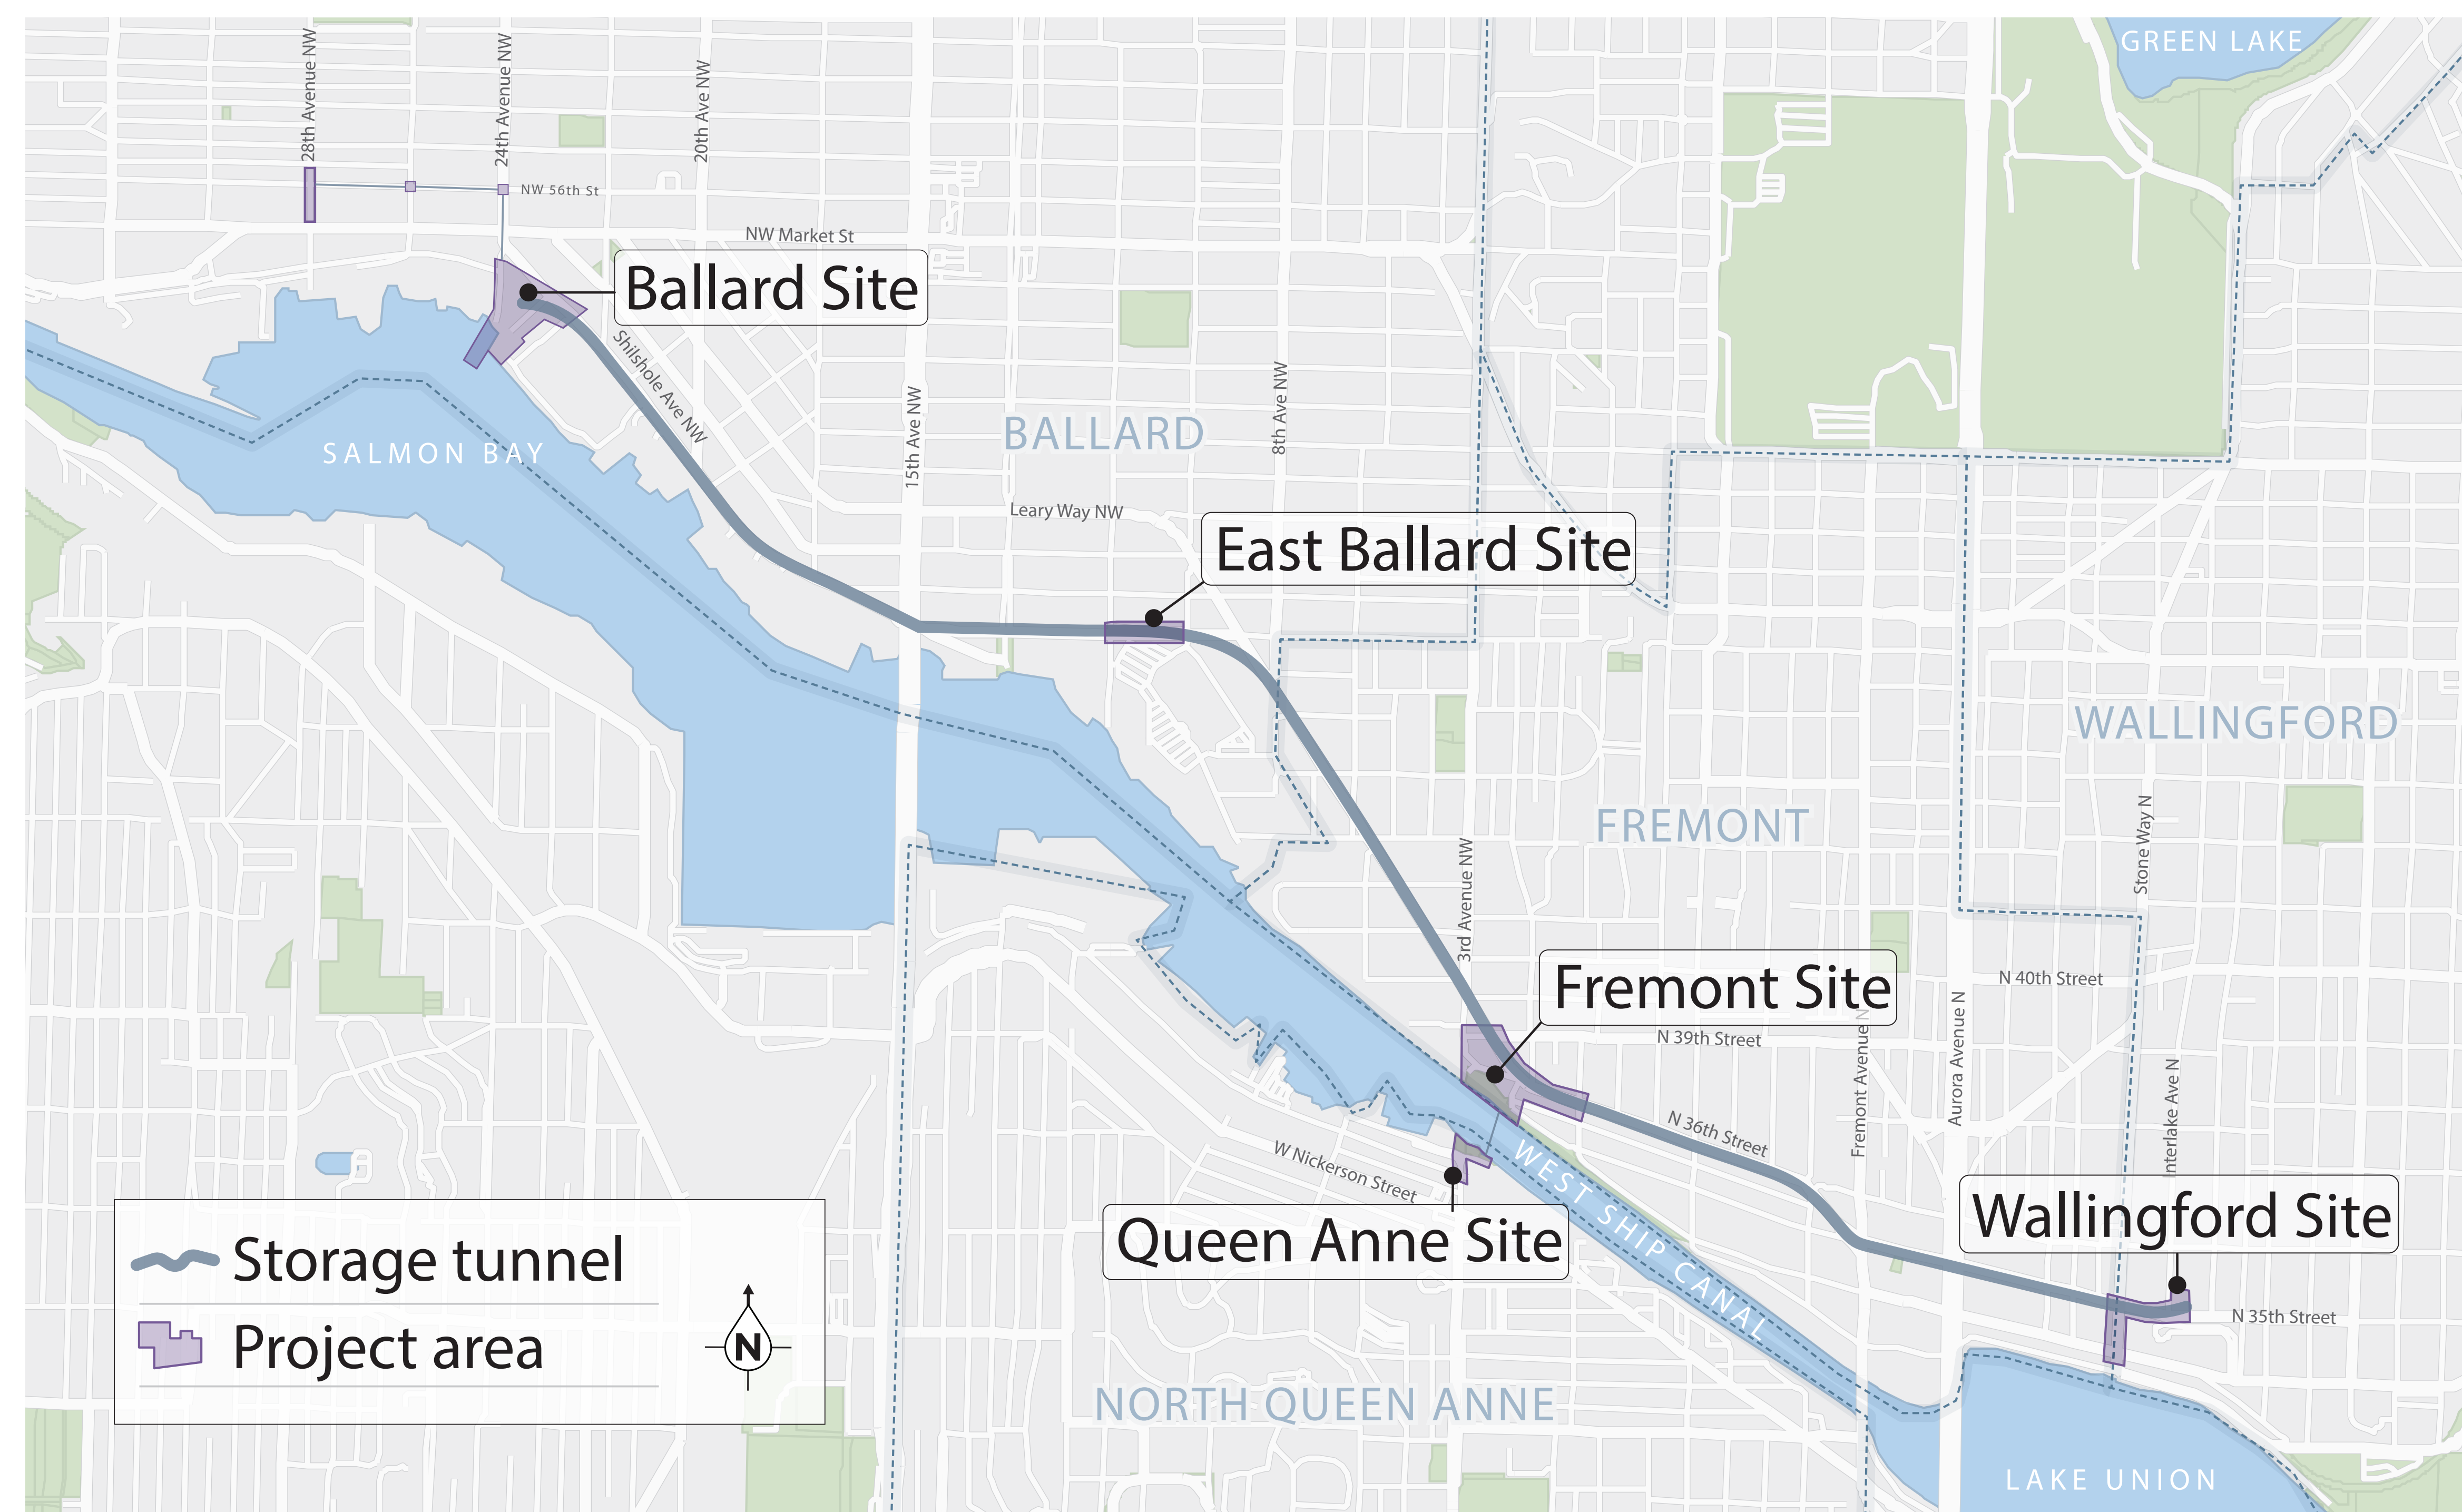 GREEN LAKE
28th Avenue NW
24th Avenue NW
20th Ave NW
NW 56th St
NW Market St
Ballard Site
Shilshole Ave NW
SALMON BAY
15th Ave NW
BALLARD
8th Ave NW
Leary Way NW
East Ballard Site
WALLINGFORD
FREMONT
Stone Way N
3rd Avenue NW
Fremont Site
N 40th Street
N 39th Street
Fremont Avenue N
Aurora Avenue N
Interlake Ave N
N 36th Street
W Nickerson Street
WEST SHIP CANAL
Queen Anne Site
Wallingford Site
N 35th Street
Storage tunnel
Project area
N
NORTH QUEEN ANNE
LAKE UNION